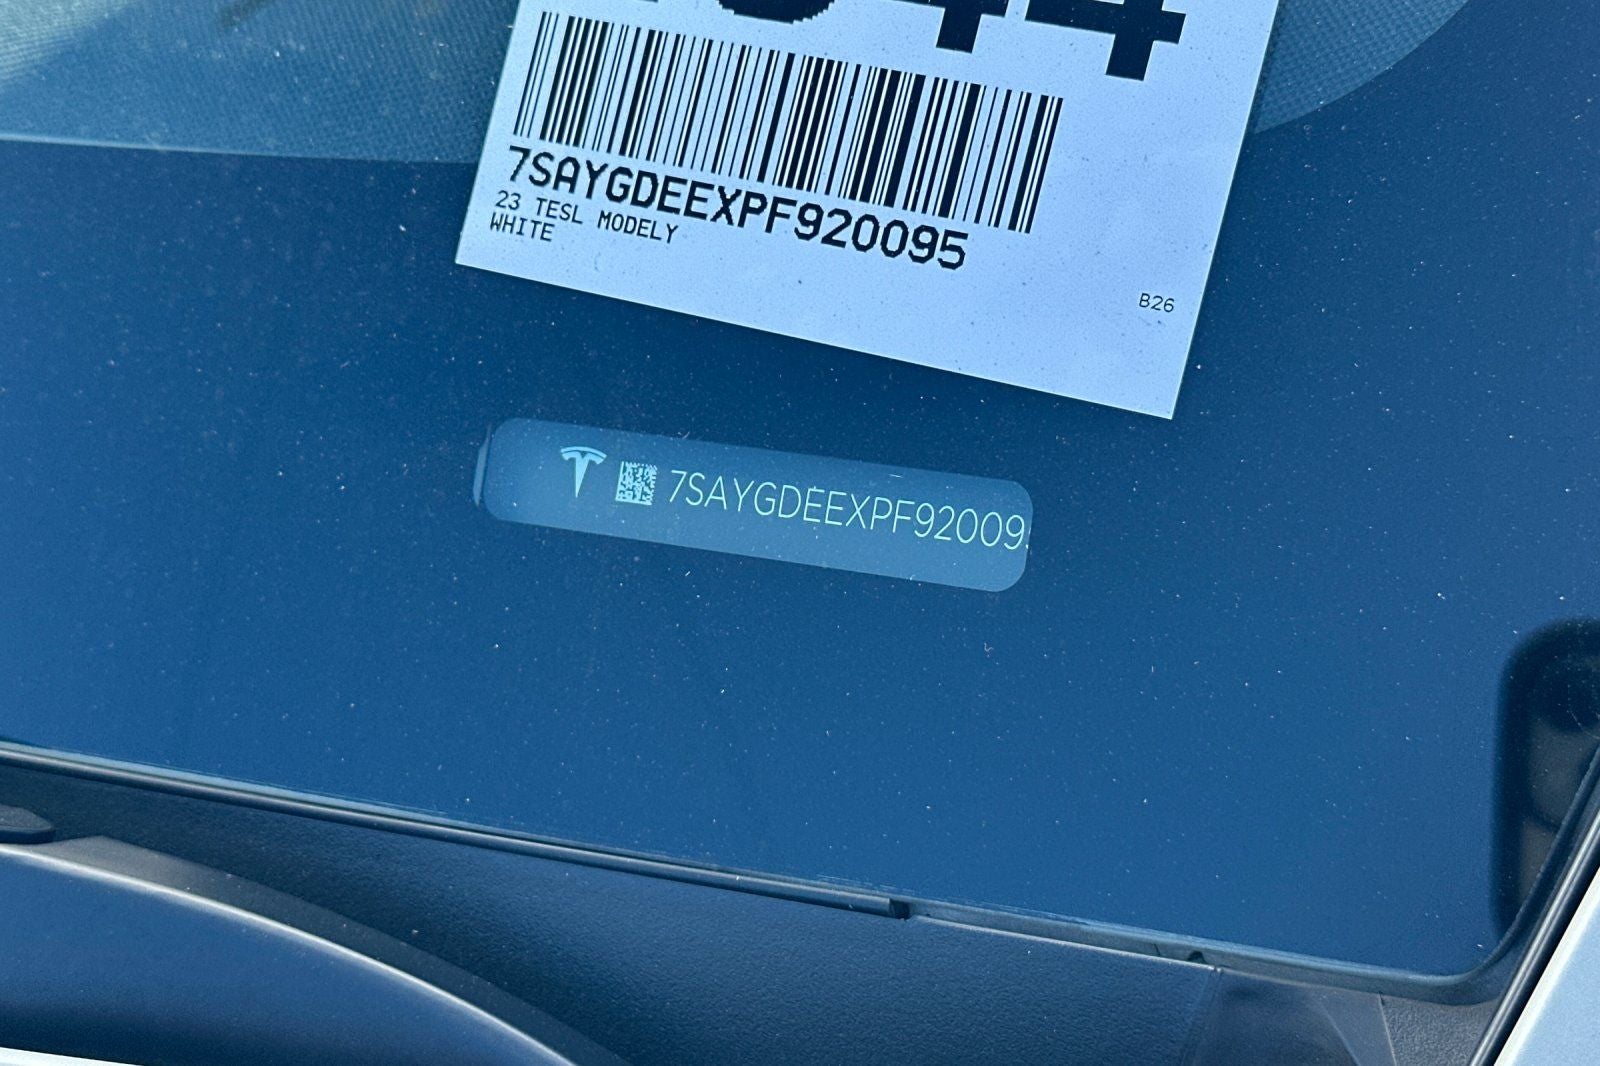 7SAYGDEEXPF920095
23 TESL MODELY
WHITE
B26
7SAYGDEEXPF92009